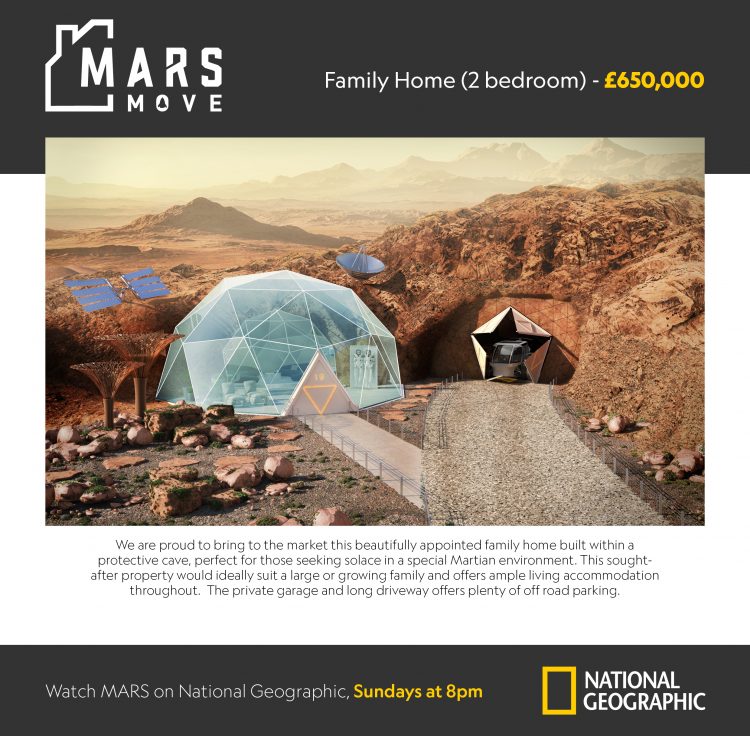 MARS
MOVE
Family Home (2 bedroom) - £650,000
We are proud to bring to the market this beautifully appointed family home built within a
protective cave, perfect for those seeking solace in a special Martian environment. This sought-
after property would ideally suit a large or growing family and offers ample living accommodation
throughout.  The private garage and long driveway offers plenty of off road parking.
Watch MARS on National Geographic, Sundays at 8pm
NATIONAL
GEOGRAPHIC